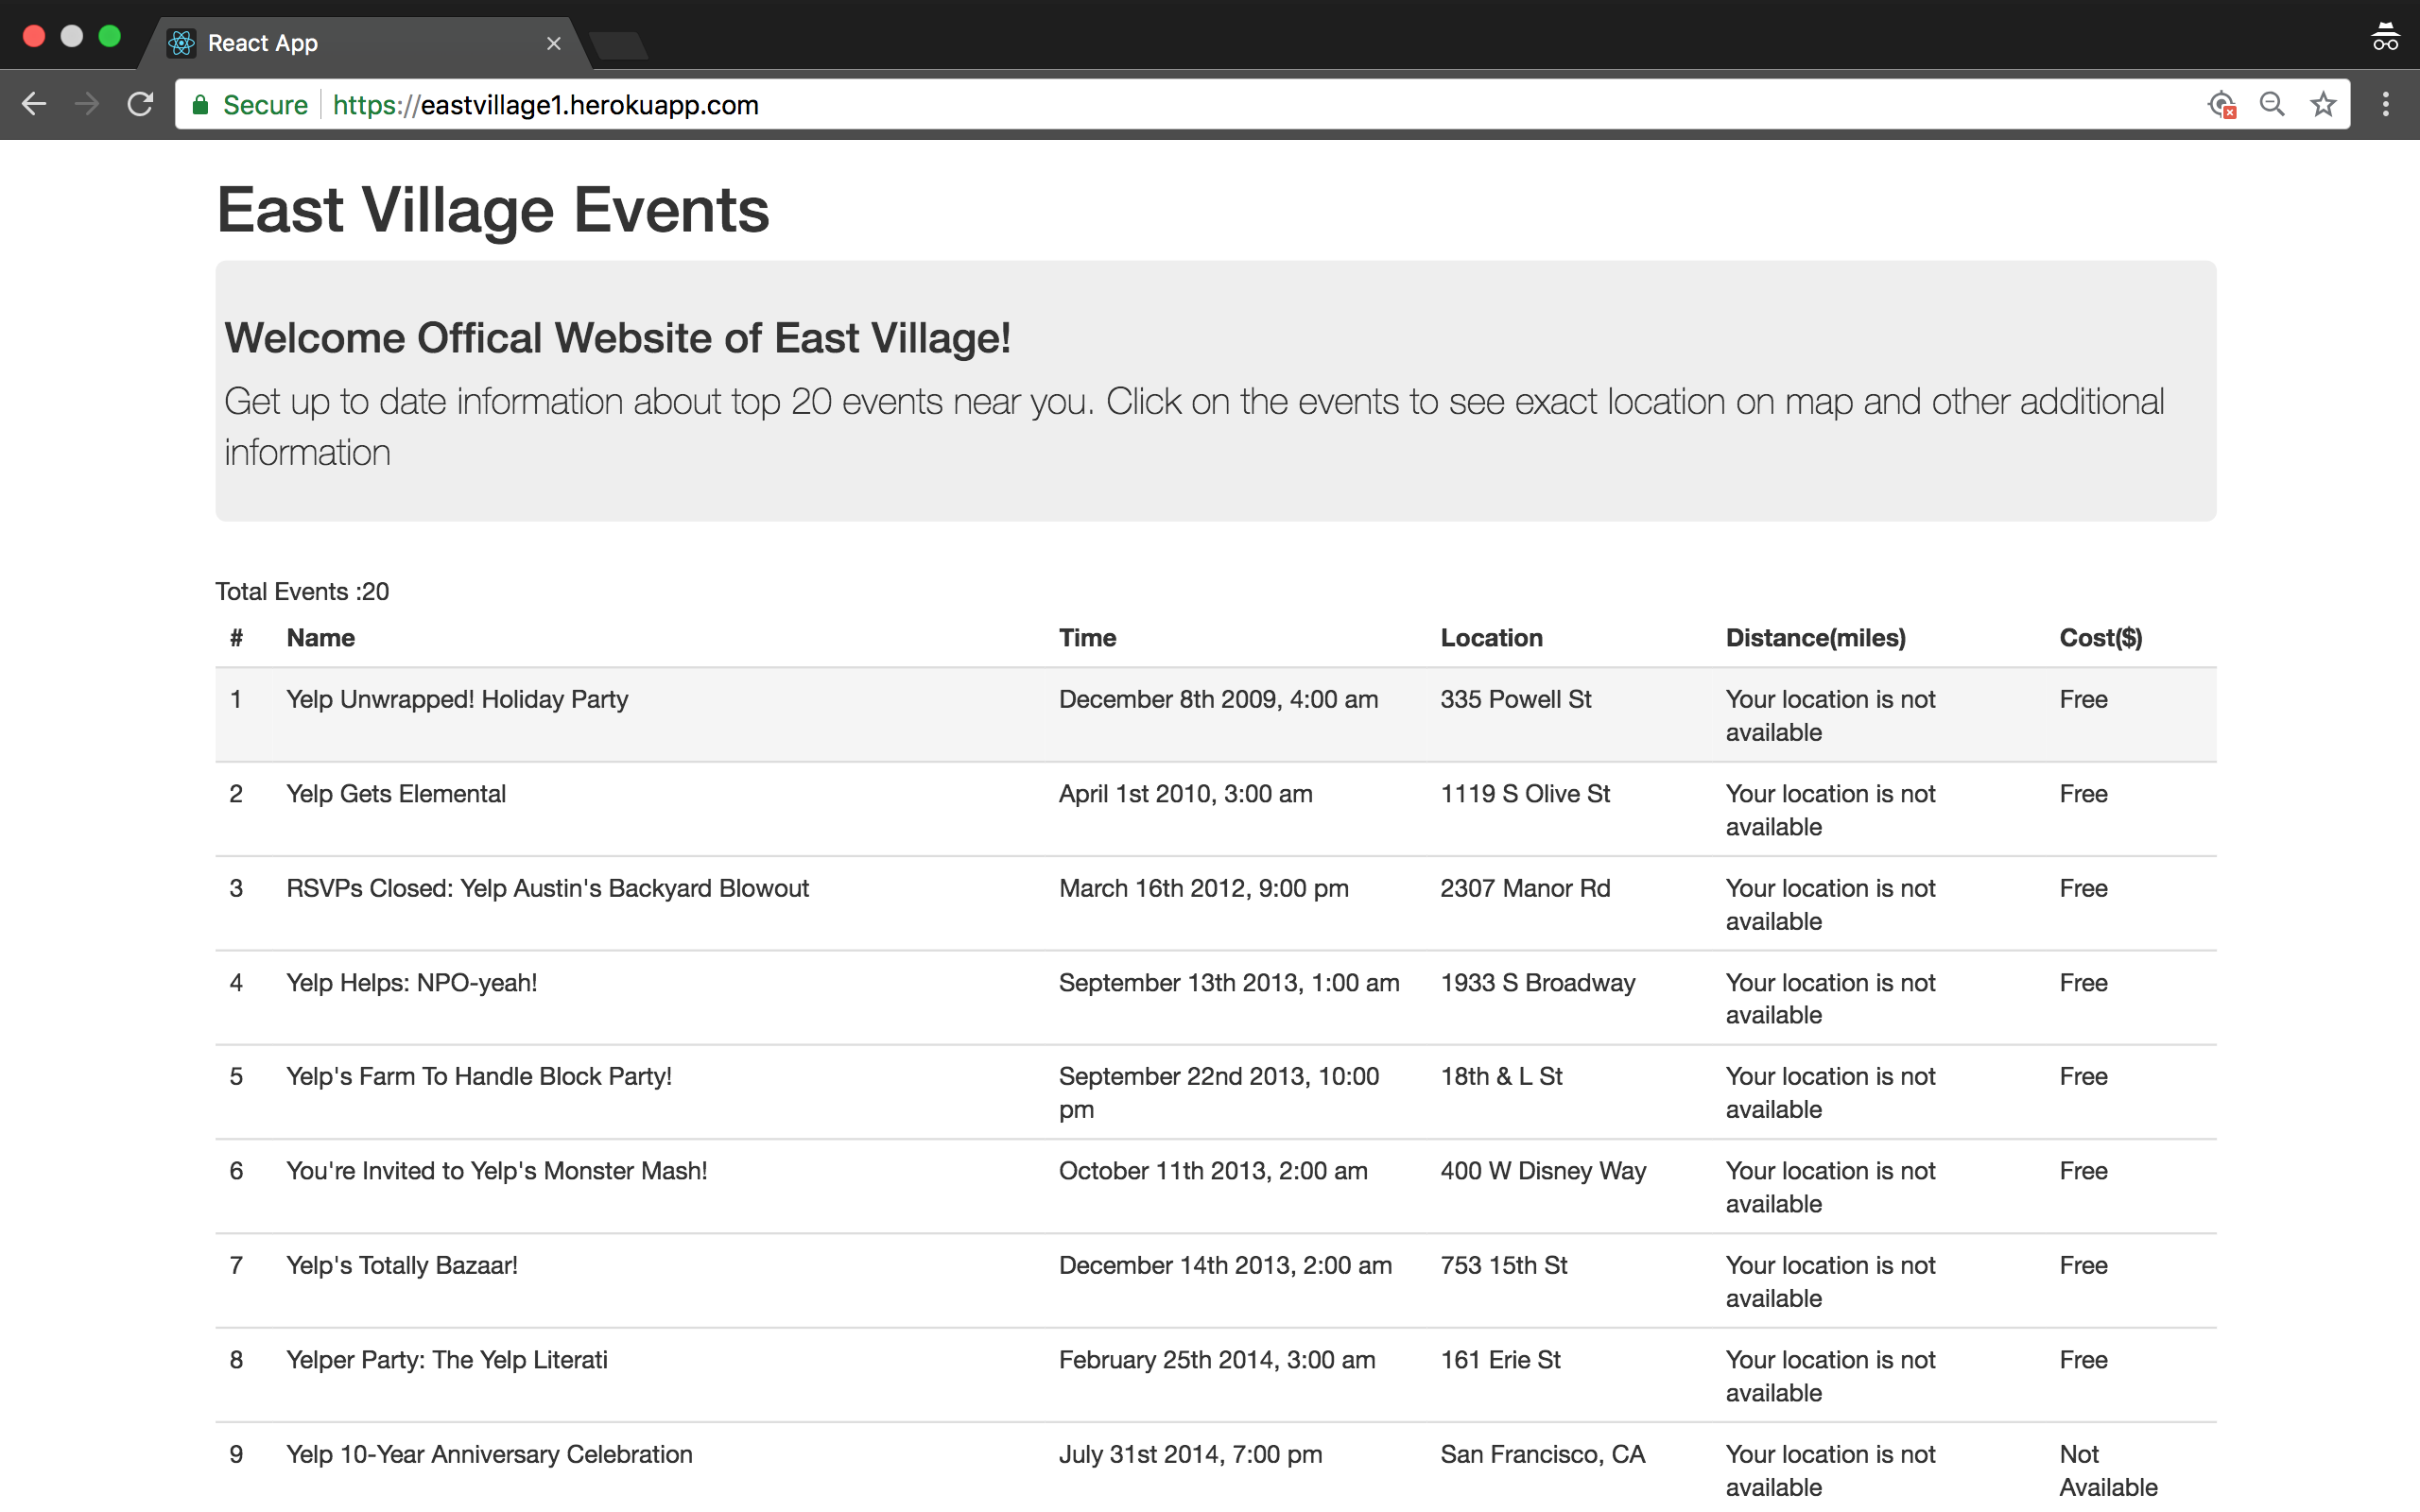 React App
Secure https://eastvillage1.herokuapp.com
East Village Events
Welcome Offical Website of East Village!
Get up to date information about top 20 events near you. Click on the events to see exact location on map and other additional
information
Total Events :20
# Name Time Location Distance(miles) Cost($)
1 Yelp Unwrapped! Holiday Party December 8th 2009, 4:00 am 335 Powell St Your location is not Free
available
2 Yelp Gets Elemental April 1st 2010, 3:00 am 1119 S Olive St Your location is not Free
available
3 RSVPs Closed: Yelp Austin's Backyard Blowout March 16th 2012, 9:00 pm 2307 Manor Rd Your location is not Free
available
4 Yelp Helps: NPO-yeah! September 13th 2013, 1:00 am 1933 S Broadway Your location is not Free
available
5 Yelp's Farm To Handle Block Party! September 22nd 2013, 10:00 18th & L St Your location is not Free
pm available
6 You're Invited to Yelp's Monster Mash! October 11th 2013, 2:00 am 400 W Disney Way Your location is not Free
available
7 Yelp's Totally Bazaar! December 14th 2013, 2:00 am 753 15th St Your location is not Free
available
8 Yelper Party: The Yelp Literati February 25th 2014, 3:00 am 161 Erie St Your location is not Free
available
9 Yelp 10-Year Anniversary Celebration July 31st 2014, 7:00 pm San Francisco, CA Your location is not Not
available Available